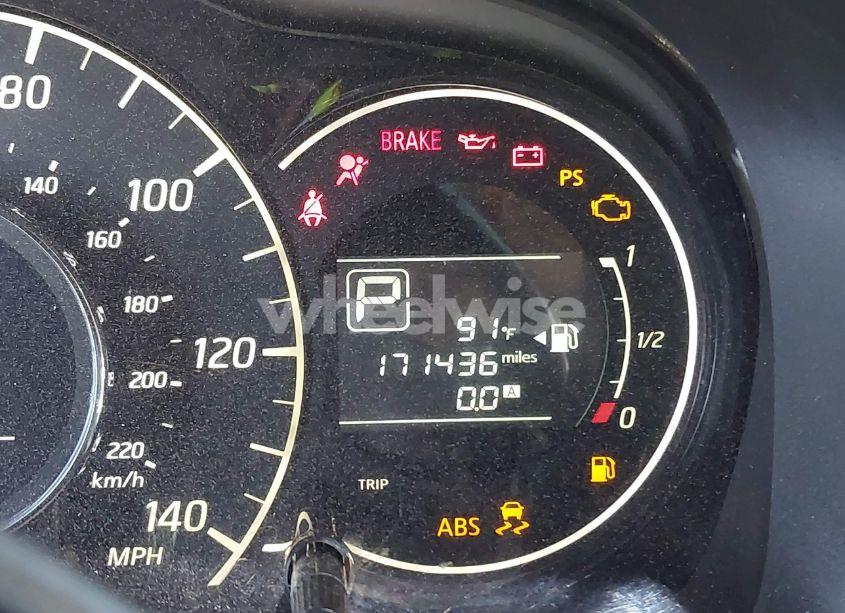 80
100
120
140
MPH
140
160
180
200
220
km/h
BRAKE
PS
P
91°F
171436 miles
0.0 A
1
1/2
0
TRIP
ABS
wheelwise